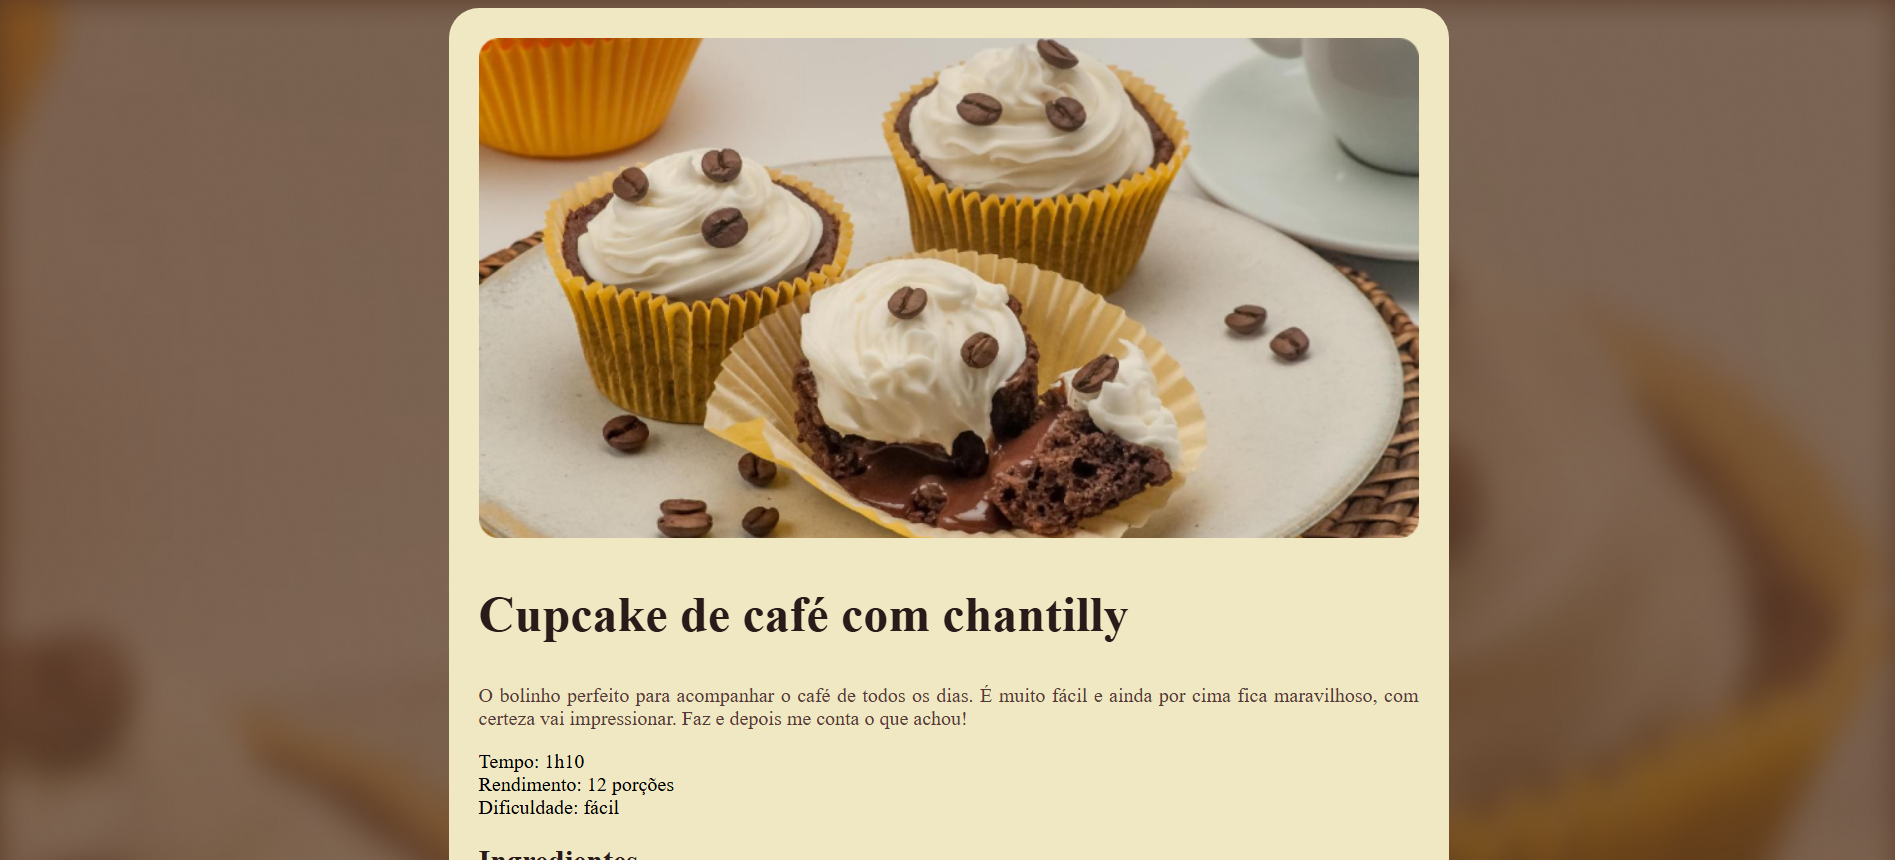 Cupcake de café com chantilly
O bolinho perfeito para acompanhar o café de todos os dias. É muito fácil e ainda por cima fica maravilhoso, com
certeza vai impressionar. Faz e depois me conta o que achou!
Tempo: 1h10
Rendimento: 12 porções
Dificuldade: fácil
Ingredientes